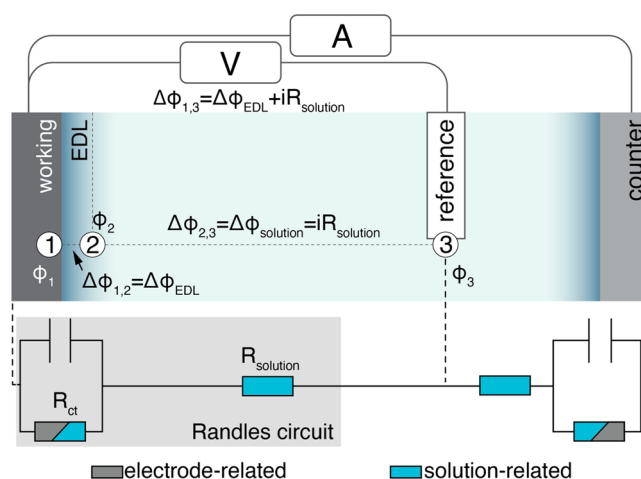 A
V
Δϕ1,3=ΔϕEDL+iRsolution
working
EDL
reference
counter
ϕ2
Δϕ2,3=Δϕsolution=iRsolution
1
2
3
ϕ1
ϕ3
Δϕ1,2=ΔϕEDL
Rsolution
Rct
Randles circuit
electrode-related
solution-related